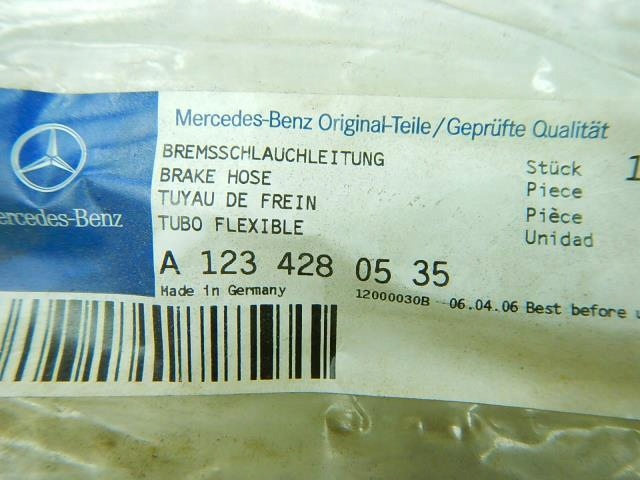 Mercedes-Benz Original-Teile/Geprüfte Qualität
BREMSSCHLAUCHLEITUNG
BRAKE HOSE
TUYAU DE FREIN
TUBO FLEXIBLE
Stück 1
Piece
Pièce
Unidad
ercedes-Benz
A 123 428 05 35
Made in Germany
12000030B 06.04.06 Best before u